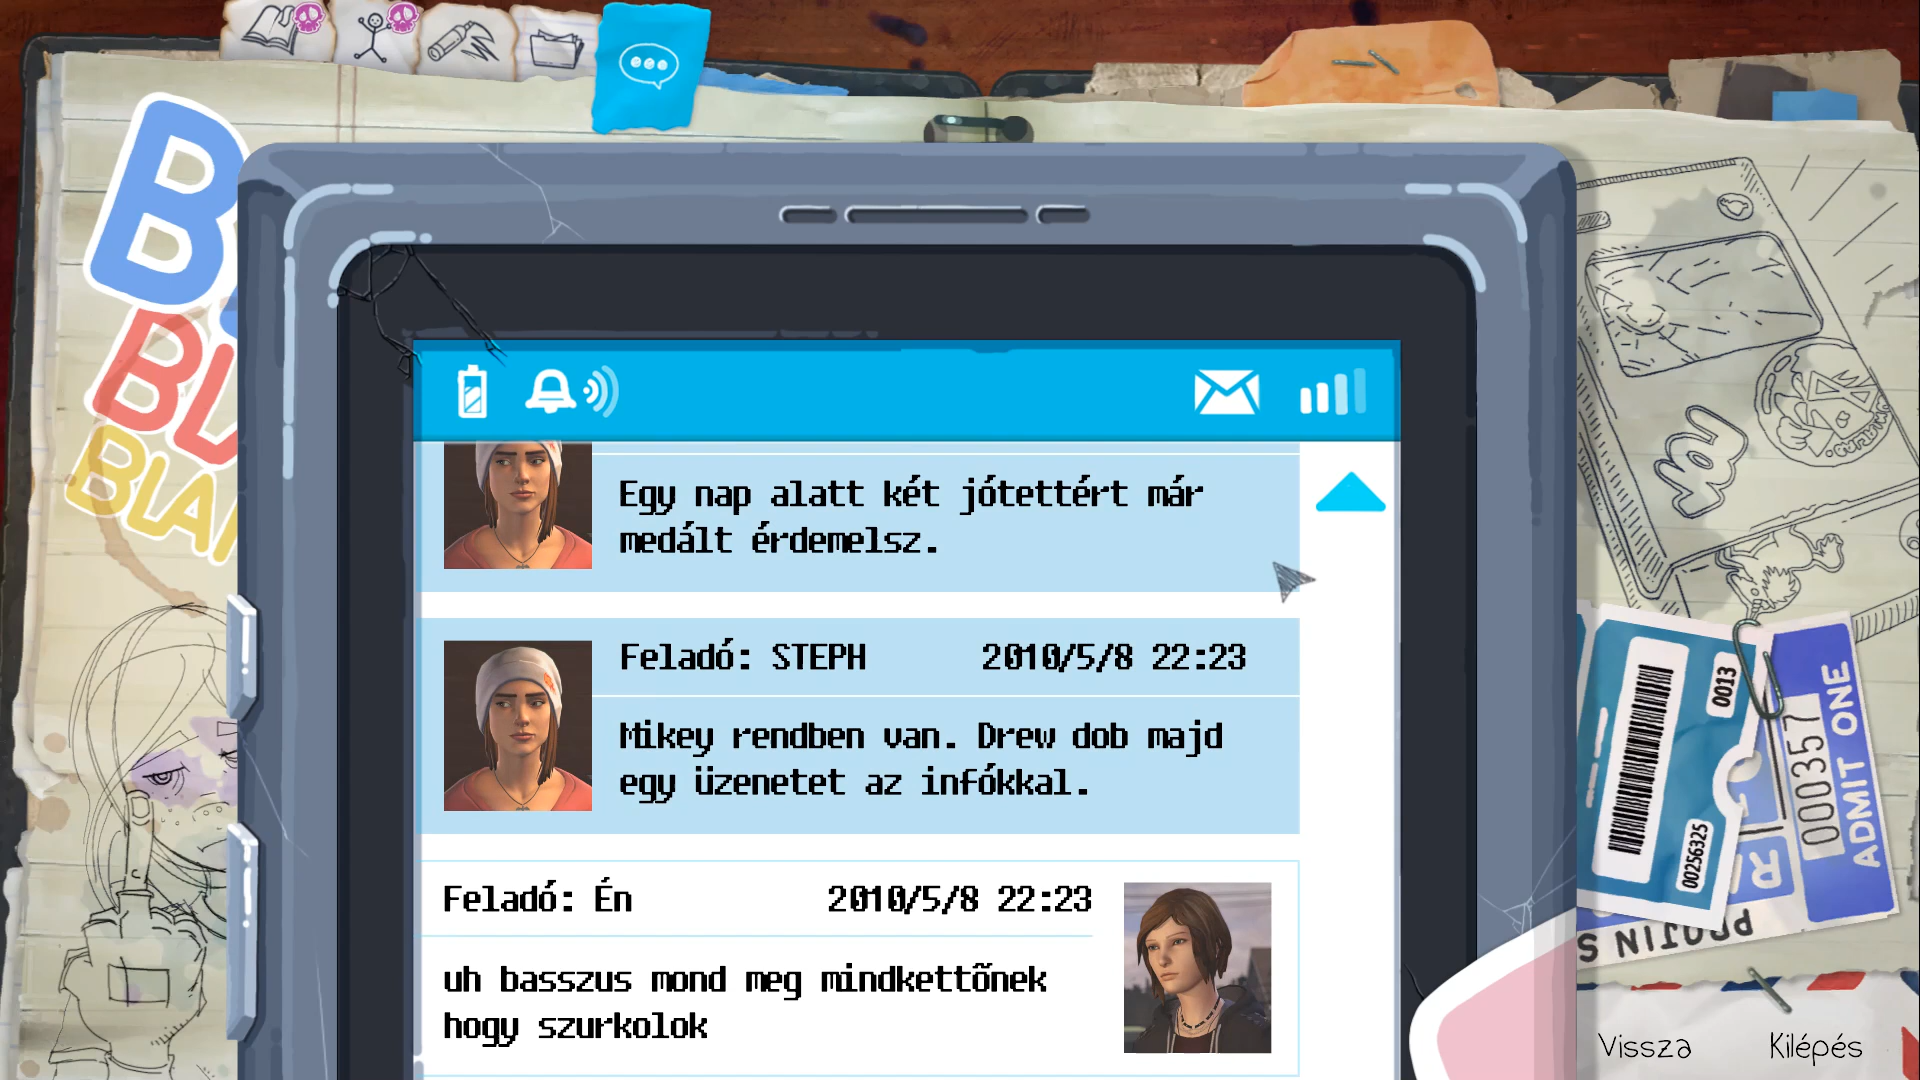 Egy nap alatt két jótettért már
medált érdemelsz.
Feladó: STEPH 2010/5/8 22:23
Mikey rendben van. Drew dob majd
egy üzenetet az infókkal.
Feladó: Én 2010/5/8 22:23
uh basszus mond meg mindkettõnek
hogy szurkolok
0013
00256325
000357
ADMIT ONE
Vissza
Kilépés